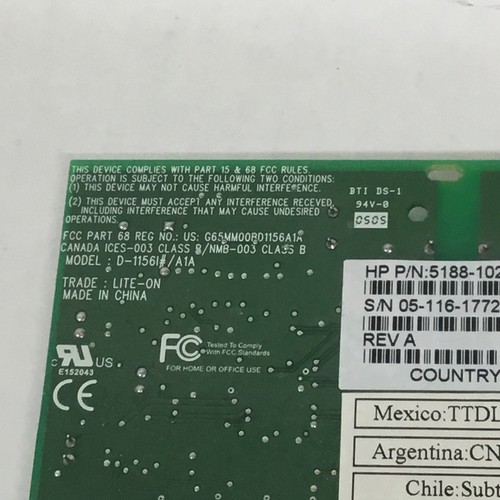 THIS DEVICE COMPLIES WITH PART 15 & 68 FCC RULES.
OPERATION IS SUBJECT TO THE FOLLOWING TWO CONDITIONS:
(1) THIS DEVICE MAY NOT CAUSE HARMFUL INTERFERENCE.
(2) THIS DEVICE MUST ACCEPT ANY INTERFERENCE RECEVED,
INCLUDING INTERFERENCE THAT MAY CAUSE UNDESIRED
OPERATIONS.
FCC PART 68 REG NO.: US: G65MM00BD1156A1A
CANADA ICES-003 CLASS B/NMB-003 CLASS B
MODEL : D-1156I#/A1A
TRADE : LITE-ON
MADE IN CHINA
BTI DS-1
94V-0
0505
HP P/N:5188-102
S/N 05-116-1772
REV A
COUNTRY
c RU US
E152043
CE
FC Tested To Comply
With FCC Standards
FOR HOME OR OFFICE USE
Mexico:TTDI
Argentina:CN
Chile:Subt